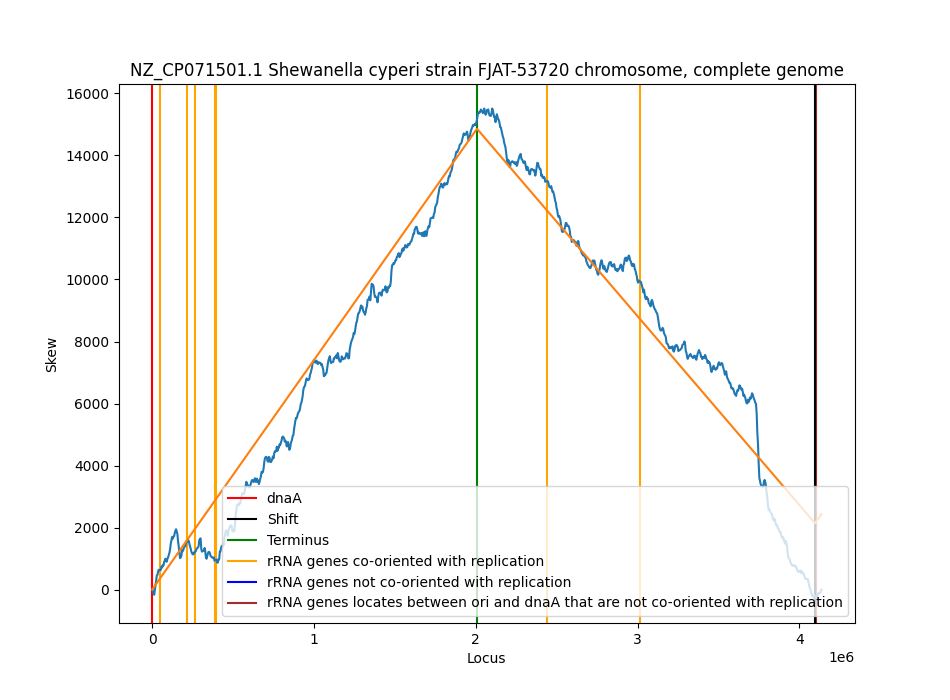 NZ_CP071501.1 Shewanella cyperi strain FJAT-53720 chromosome, complete genome
16000
14000
12000
10000
8000
6000
4000
2000
0
Skew
dnaA
Shift
Terminus
rRNA genes co-oriented with replication
rRNA genes not co-oriented with replication
rRNA genes locates between ori and dnaA that are not co-oriented with replication
0 1 2 3 4
1e6
Locus